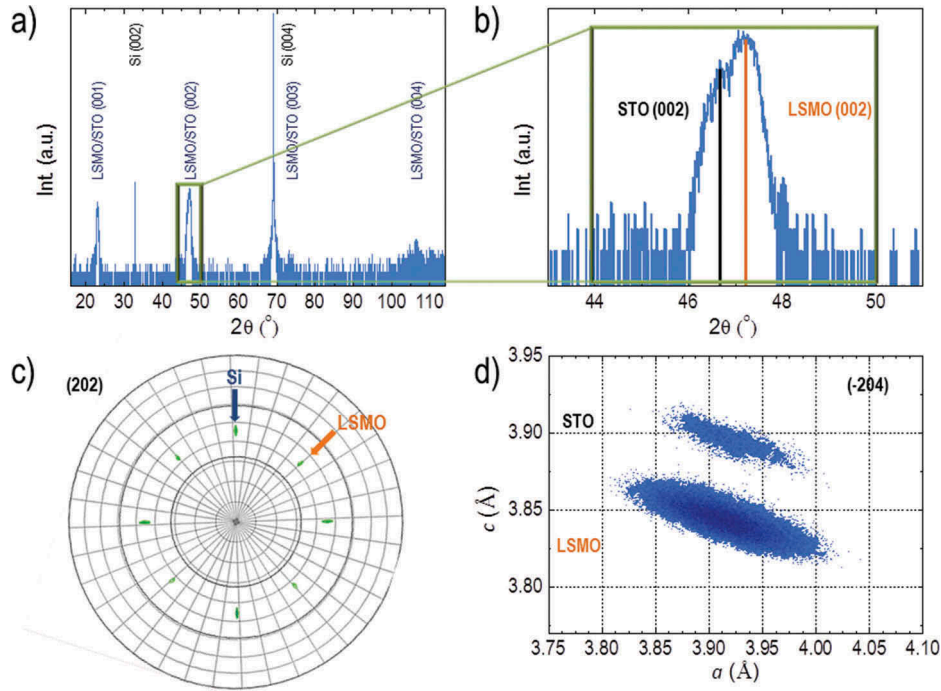 a)
Int. (a.u.)
LSMO/STO (001)
Si (002)
LSMO/STO (002)
Si (004)
LSMO/STO (003)
LSMO/STO (004)
20 30 40 50 60 70 80 90 100 110
2θ (°)
b)
Int. (a.u.)
STO (002)
LSMO (002)
44 46 48 50
2θ (°)
c)
(202)
Si
LSMO
d)
(-204)
STO
LSMO
c (Å)
3.95
3.90
3.85
3.80
3.75 3.80 3.85 3.90 3.95 4.00 4.05 4.10
a (Å)